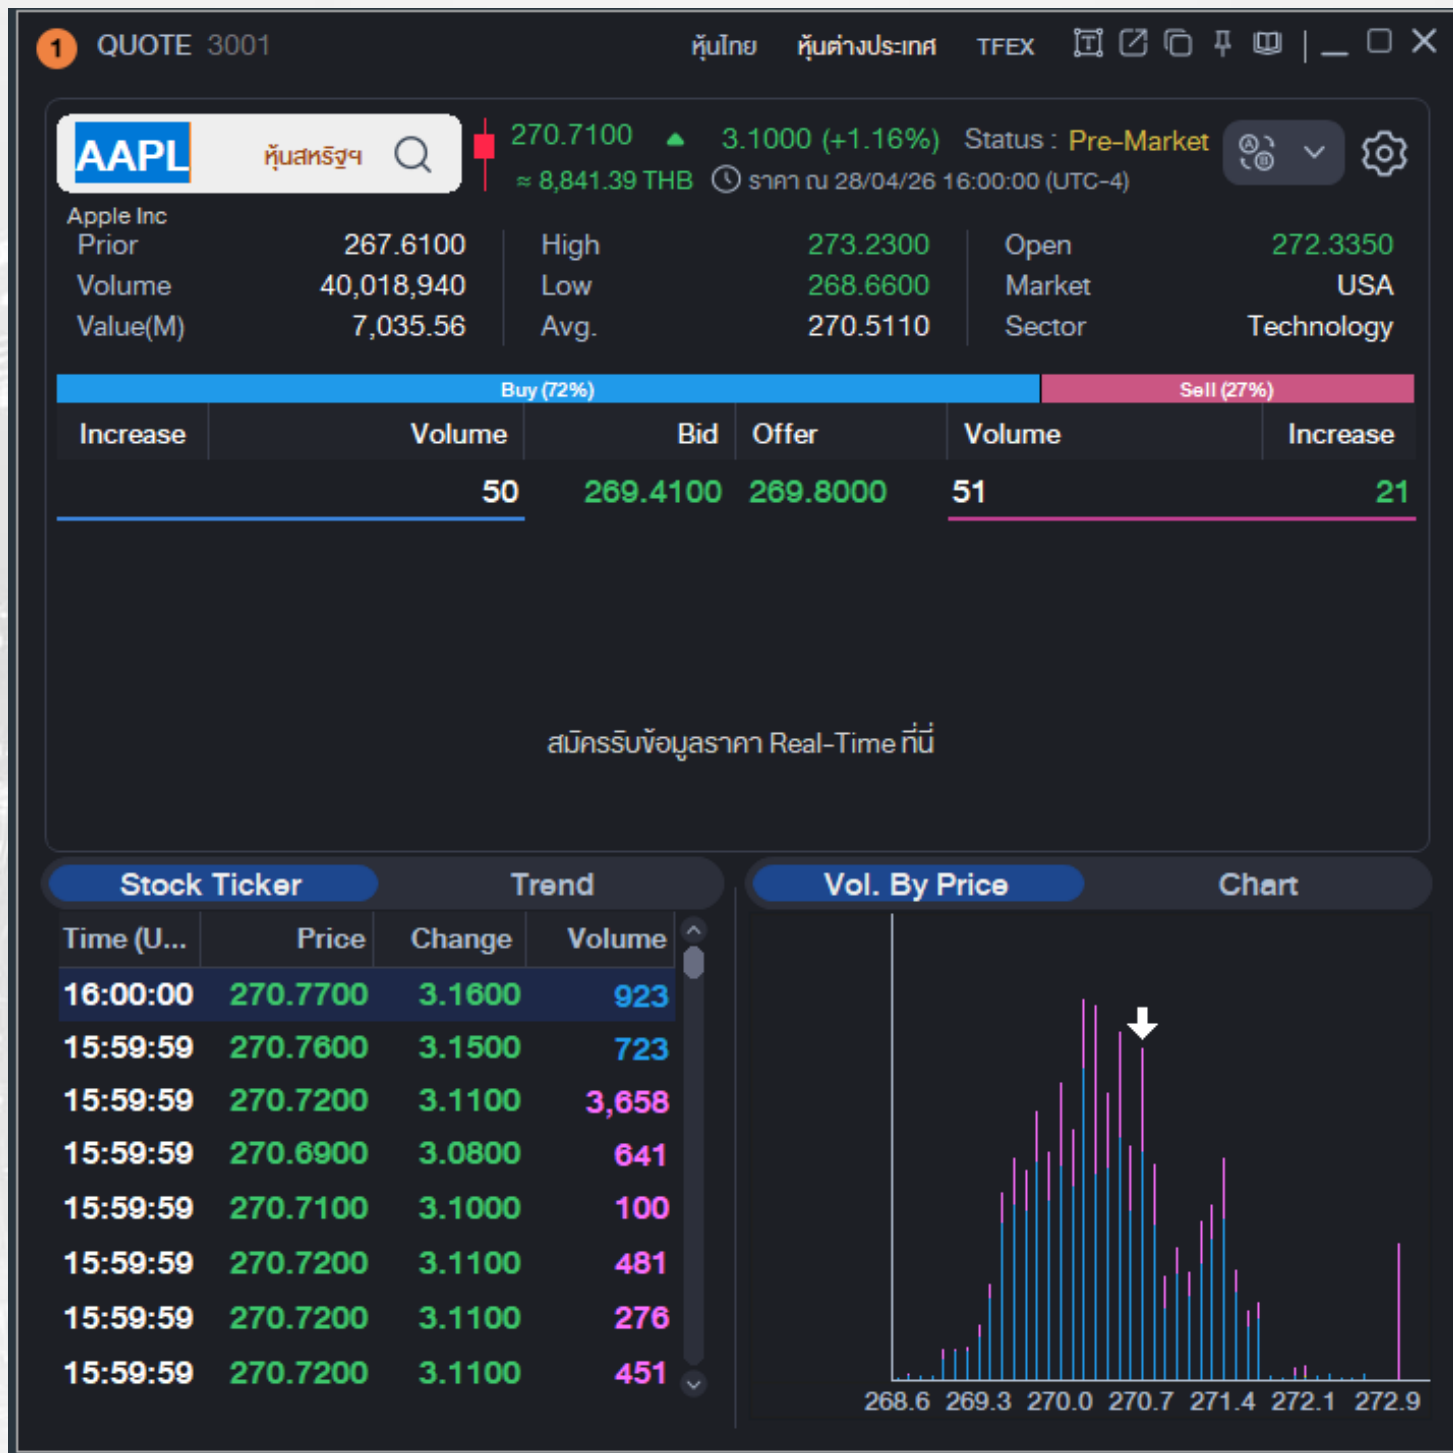 1 QUOTE 3001 หุ้นไทย หุ้นต่างประเทศ TFEX
AAPL หุ้นสหรัฐฯ 270.7100 ▲ 3.1000 (+1.16%) Status : Pre-Market
≈ 8,841.39 THB ราคา ณ 28/04/26 16:00:00 (UTC-4)
Apple Inc
Prior 267.6100 High 273.2300 Open 272.3350
Volume 40,018,940 Low 268.6600 Market USA
Value(M) 7,035.56 Avg. 270.5110 Sector Technology
Buy (72%) Sell (27%)
Increase Volume Bid Offer Volume Increase
50 269.4100 269.8000 51 21
สมัครรับข้อมูลราคา Real-Time ที่นี่
Stock Ticker Trend Vol. By Price Chart
Time (U... Price Change Volume
16:00:00 270.7700 3.1600 923
15:59:59 270.7600 3.1500 723
15:59:59 270.7200 3.1100 3,658
15:59:59 270.6900 3.0800 641
15:59:59 270.7100 3.1000 100
15:59:59 270.7200 3.1100 481
15:59:59 270.7200 3.1100 276
15:59:59 270.7200 3.1100 451
268.6 269.3 270.0 270.7 271.4 272.1 272.9